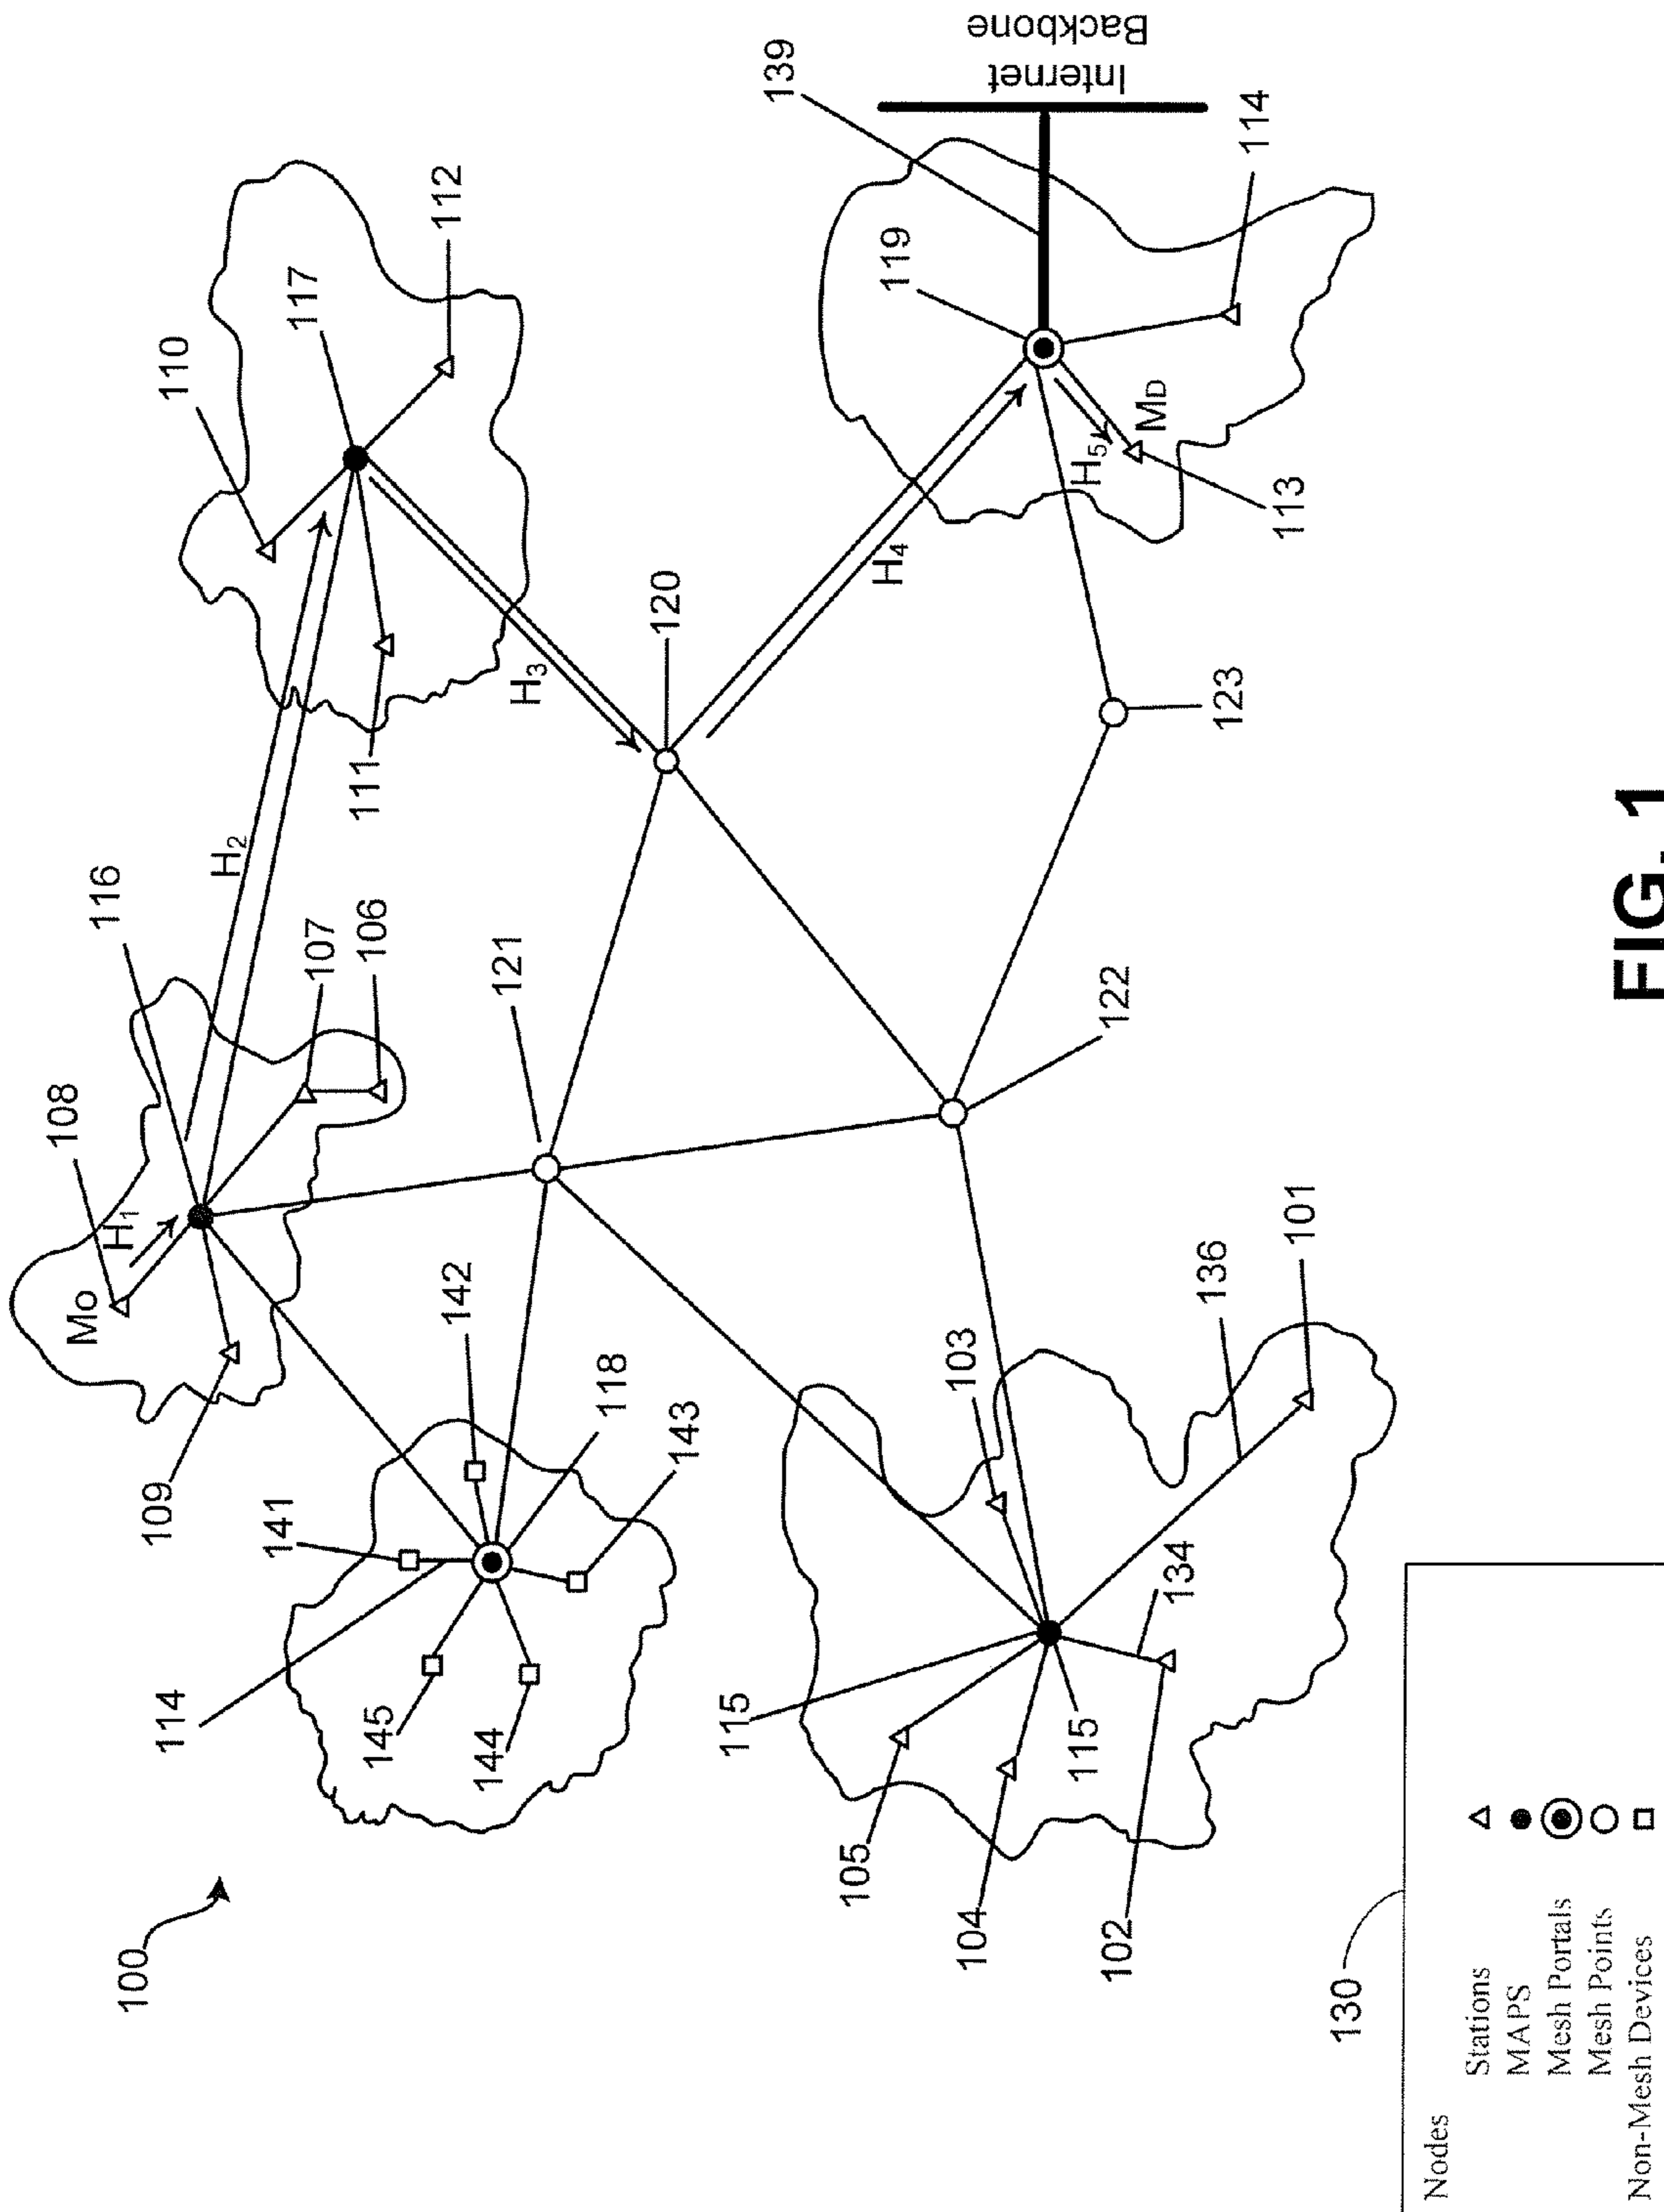 100
108
Mo
H1
116
109
107
106
H2
110
117
112
111
H3
120
121
141
142
118
143
114
145
144
115
103
136
101
134
115
105
104
102
122
123
H4
119
139
Internet
Backbone
114
H5
MD
113
130
Nodes
Stations
MAPS
Mesh Portals
Mesh Points
Non-Mesh Devices
FIG. 1